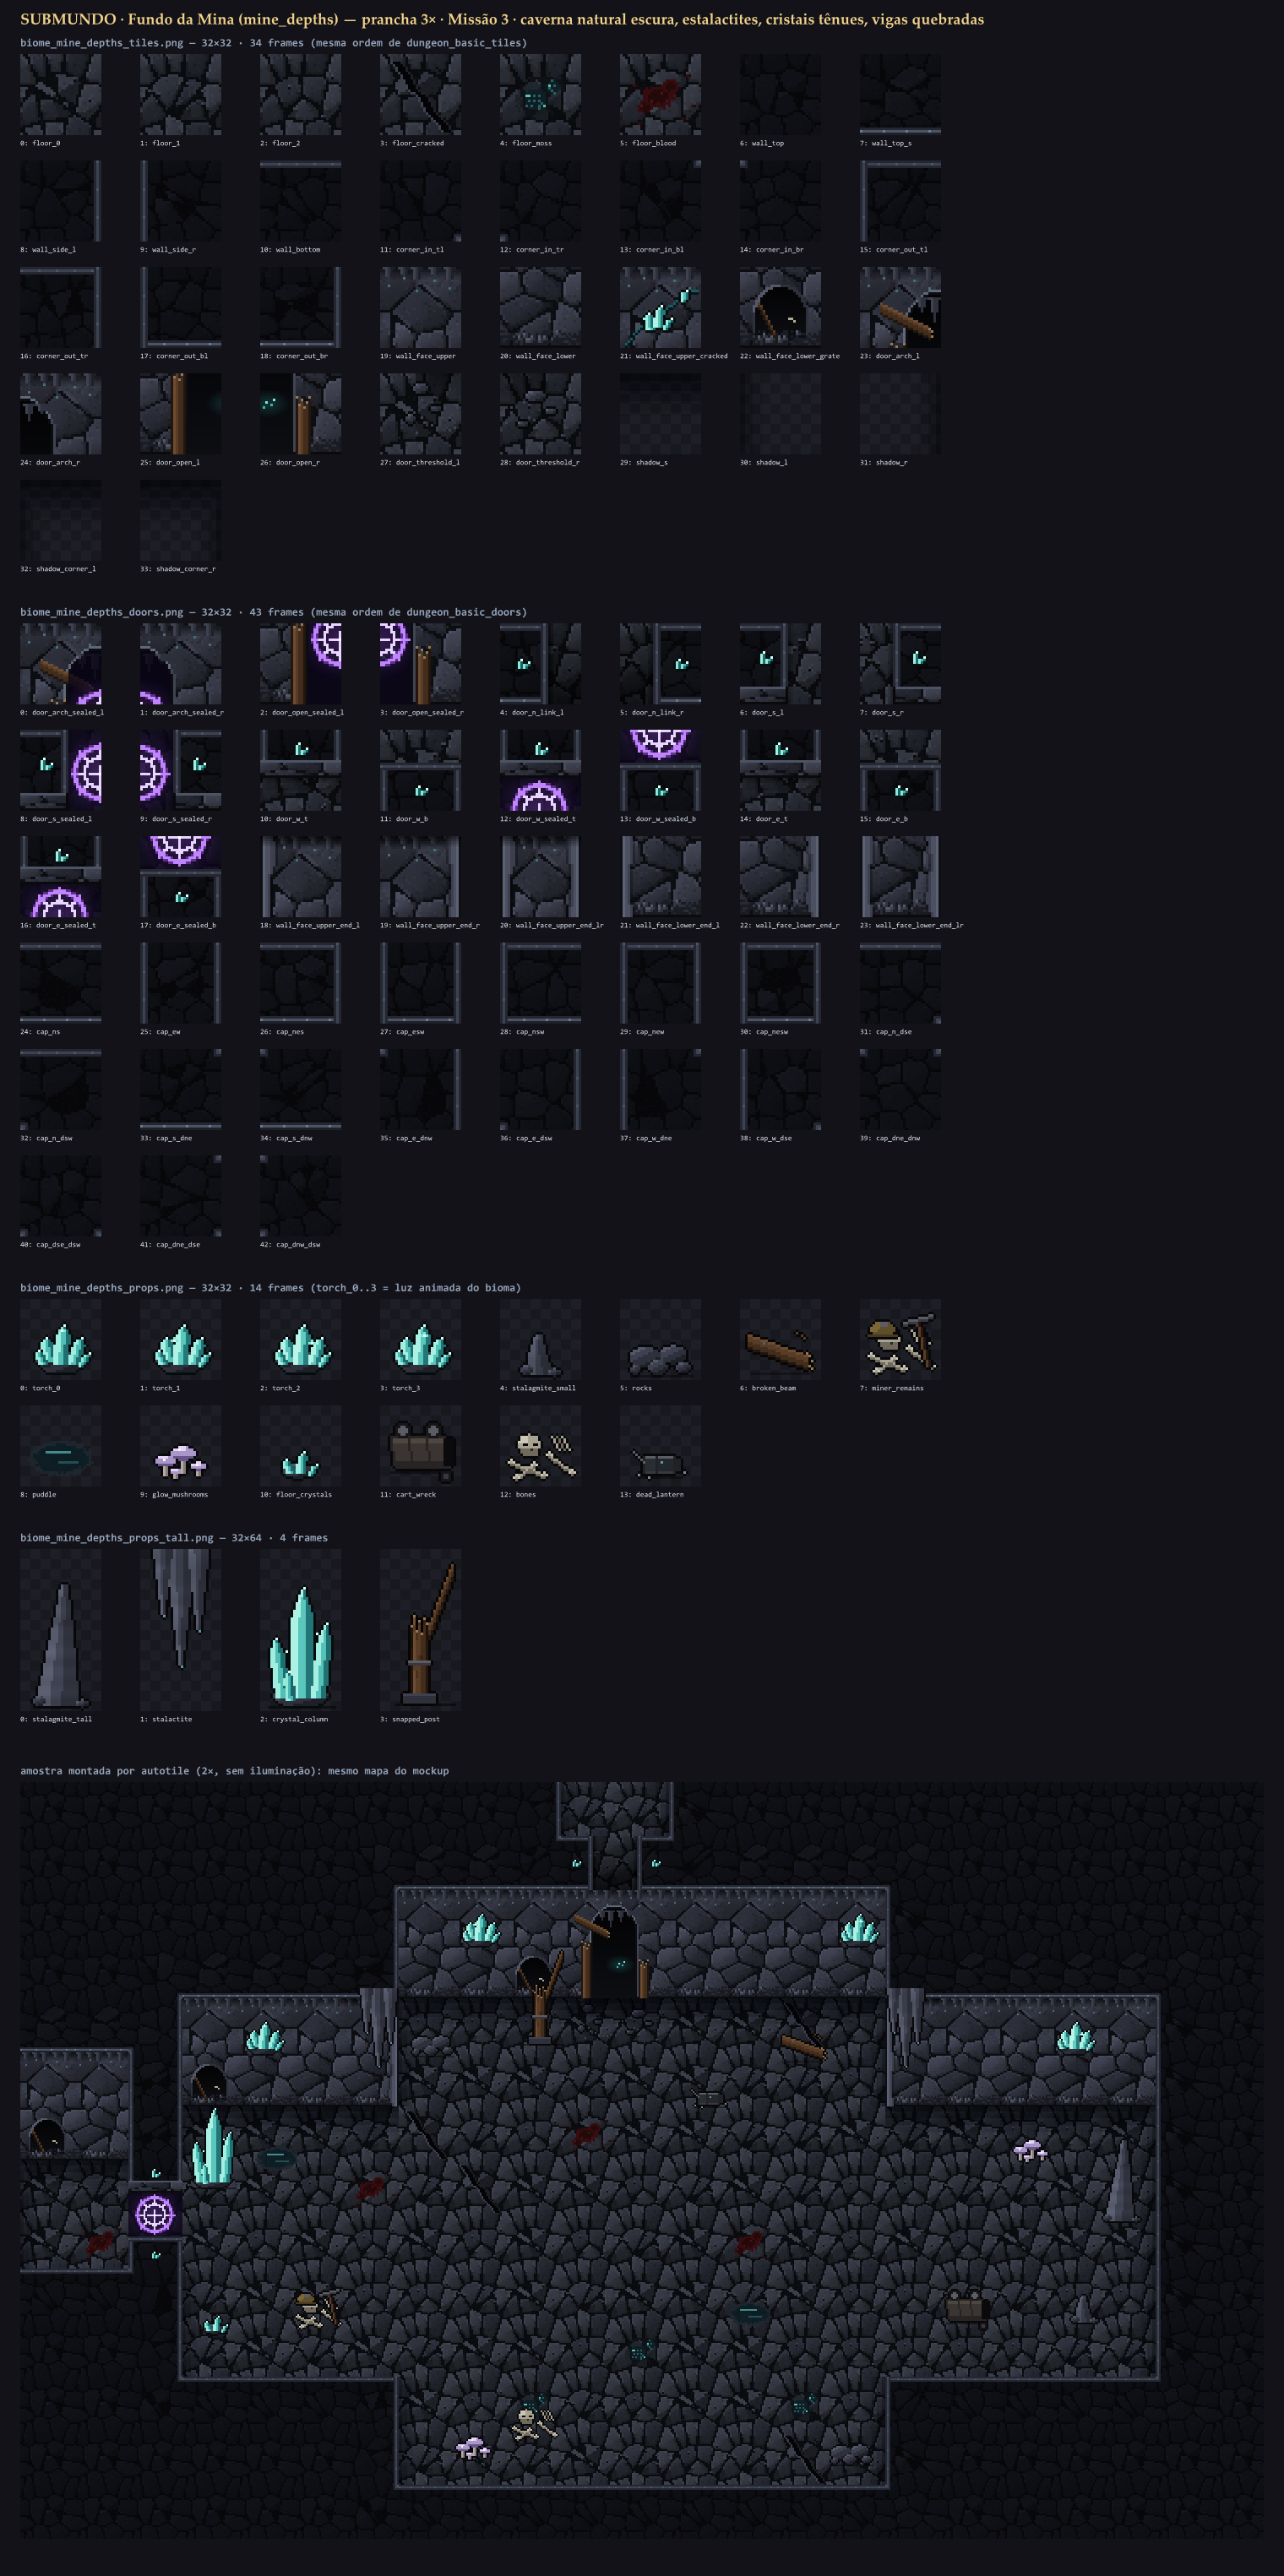 SUBMUNDO · Fundo da Mina (mine_depths) — prancha 3× · Missão 3 · caverna natural escura, estalactites, cristais tênues, vigas quebradas
biome_mine_depths_tiles.png — 32×32 · 34 frames (mesma ordem de dungeon_basic_tiles)
0: floor_0 1: floor_1 2: floor_2 3: floor_cracked 4: floor_moss 5: floor_blood 6: wall_top 7: wall_top_s
8: wall_side_l 9: wall_side_r 10: wall_bottom 11: corner_in_tl 12: corner_in_tr 13: corner_in_bl 14: corner_in_br 15: corner_out_tl
16: corner_out_tr 17: corner_out_bl 18: corner_out_br 19: wall_face_upper 20: wall_face_lower 21: wall_face_upper_cracked 22: wall_face_lower_grate 23: door_arch_l
24: door_arch_r 25: door_open_l 26: door_open_r 27: door_threshold_l 28: door_threshold_r 29: shadow_s 30: shadow_l 31: shadow_r
32: shadow_corner_l 33: shadow_corner_r
biome_mine_depths_doors.png — 32×32 · 43 frames (mesma ordem de dungeon_basic_doors)
0: door_arch_sealed_l 1: door_arch_sealed_r 2: door_open_sealed_l 3: door_open_sealed_r 4: door_n_link_l 5: door_n_link_r 6: door_s_l 7: door_s_r
8: door_s_sealed_l 9: door_s_sealed_r 10: door_w_t 11: door_w_b 12: door_w_sealed_t 13: door_w_sealed_b 14: door_e_t 15: door_e_b
16: door_e_sealed_t 17: door_e_sealed_b 18: wall_face_upper_end_l 19: wall_face_upper_end_r 20: wall_face_upper_end_lr 21: wall_face_lower_end_l 22: wall_face_lower_end_r 23: wall_face_lower_end_lr
24: cap_ns 25: cap_ew 26: cap_nes 27: cap_esw 28: cap_nsw 29: cap_new 30: cap_nesw 31: cap_n_dse
32: cap_n_dsw 33: cap_s_dne 34: cap_s_dnw 35: cap_e_dnw 36: cap_e_dsw 37: cap_w_dne 38: cap_w_dse 39: cap_dne_dnw
40: cap_dse_dsw 41: cap_dne_dse 42: cap_dnw_dsw
biome_mine_depths_props.png — 32×32 · 14 frames (torch_0..3 = luz animada do bioma)
0: torch_0 1: torch_1 2: torch_2 3: torch_3 4: stalagmite_small 5: rocks 6: broken_beam 7: miner_remains
8: puddle 9: glow_mushrooms 10: floor_crystals 11: cart_wreck 12: bones 13: dead_lantern
biome_mine_depths_props_tall.png — 32×64 · 4 frames
0: stalagmite_tall 1: stalactite 2: crystal_column 3: snapped_post
amostra montada por autotile (2×, sem iluminação): mesmo mapa do mockup